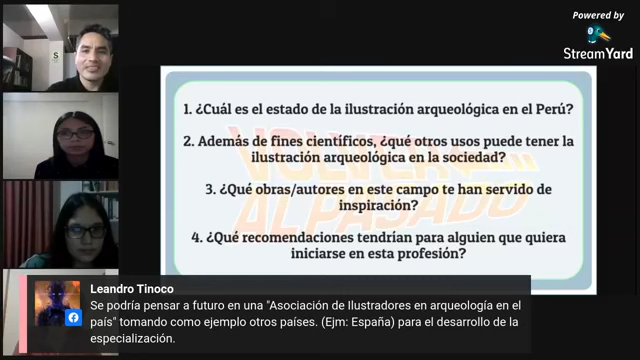 Powered by
StreamYard
S
1. ¿Cuál es el estado de la ilustración arqueológica en el Perú?
2. Además de fines científicos, ¿qué otros usos puede tener la
ilustración arqueológica en la sociedad?
3. ¿Qué obras/autores en este campo te han servido de
inspiración?
4. ¿Qué recomendaciones tendrían para alguien que quiera
iniciarse en esta profesión?
VOLVER
AL PASADO
Leandro Tinoco
Se podría pensar a futuro en una "Asociación de Ilustradores en arqueología en el
país" tomando como ejemplo otros países. (Ejm: España) para el desarrollo de la
especialización.